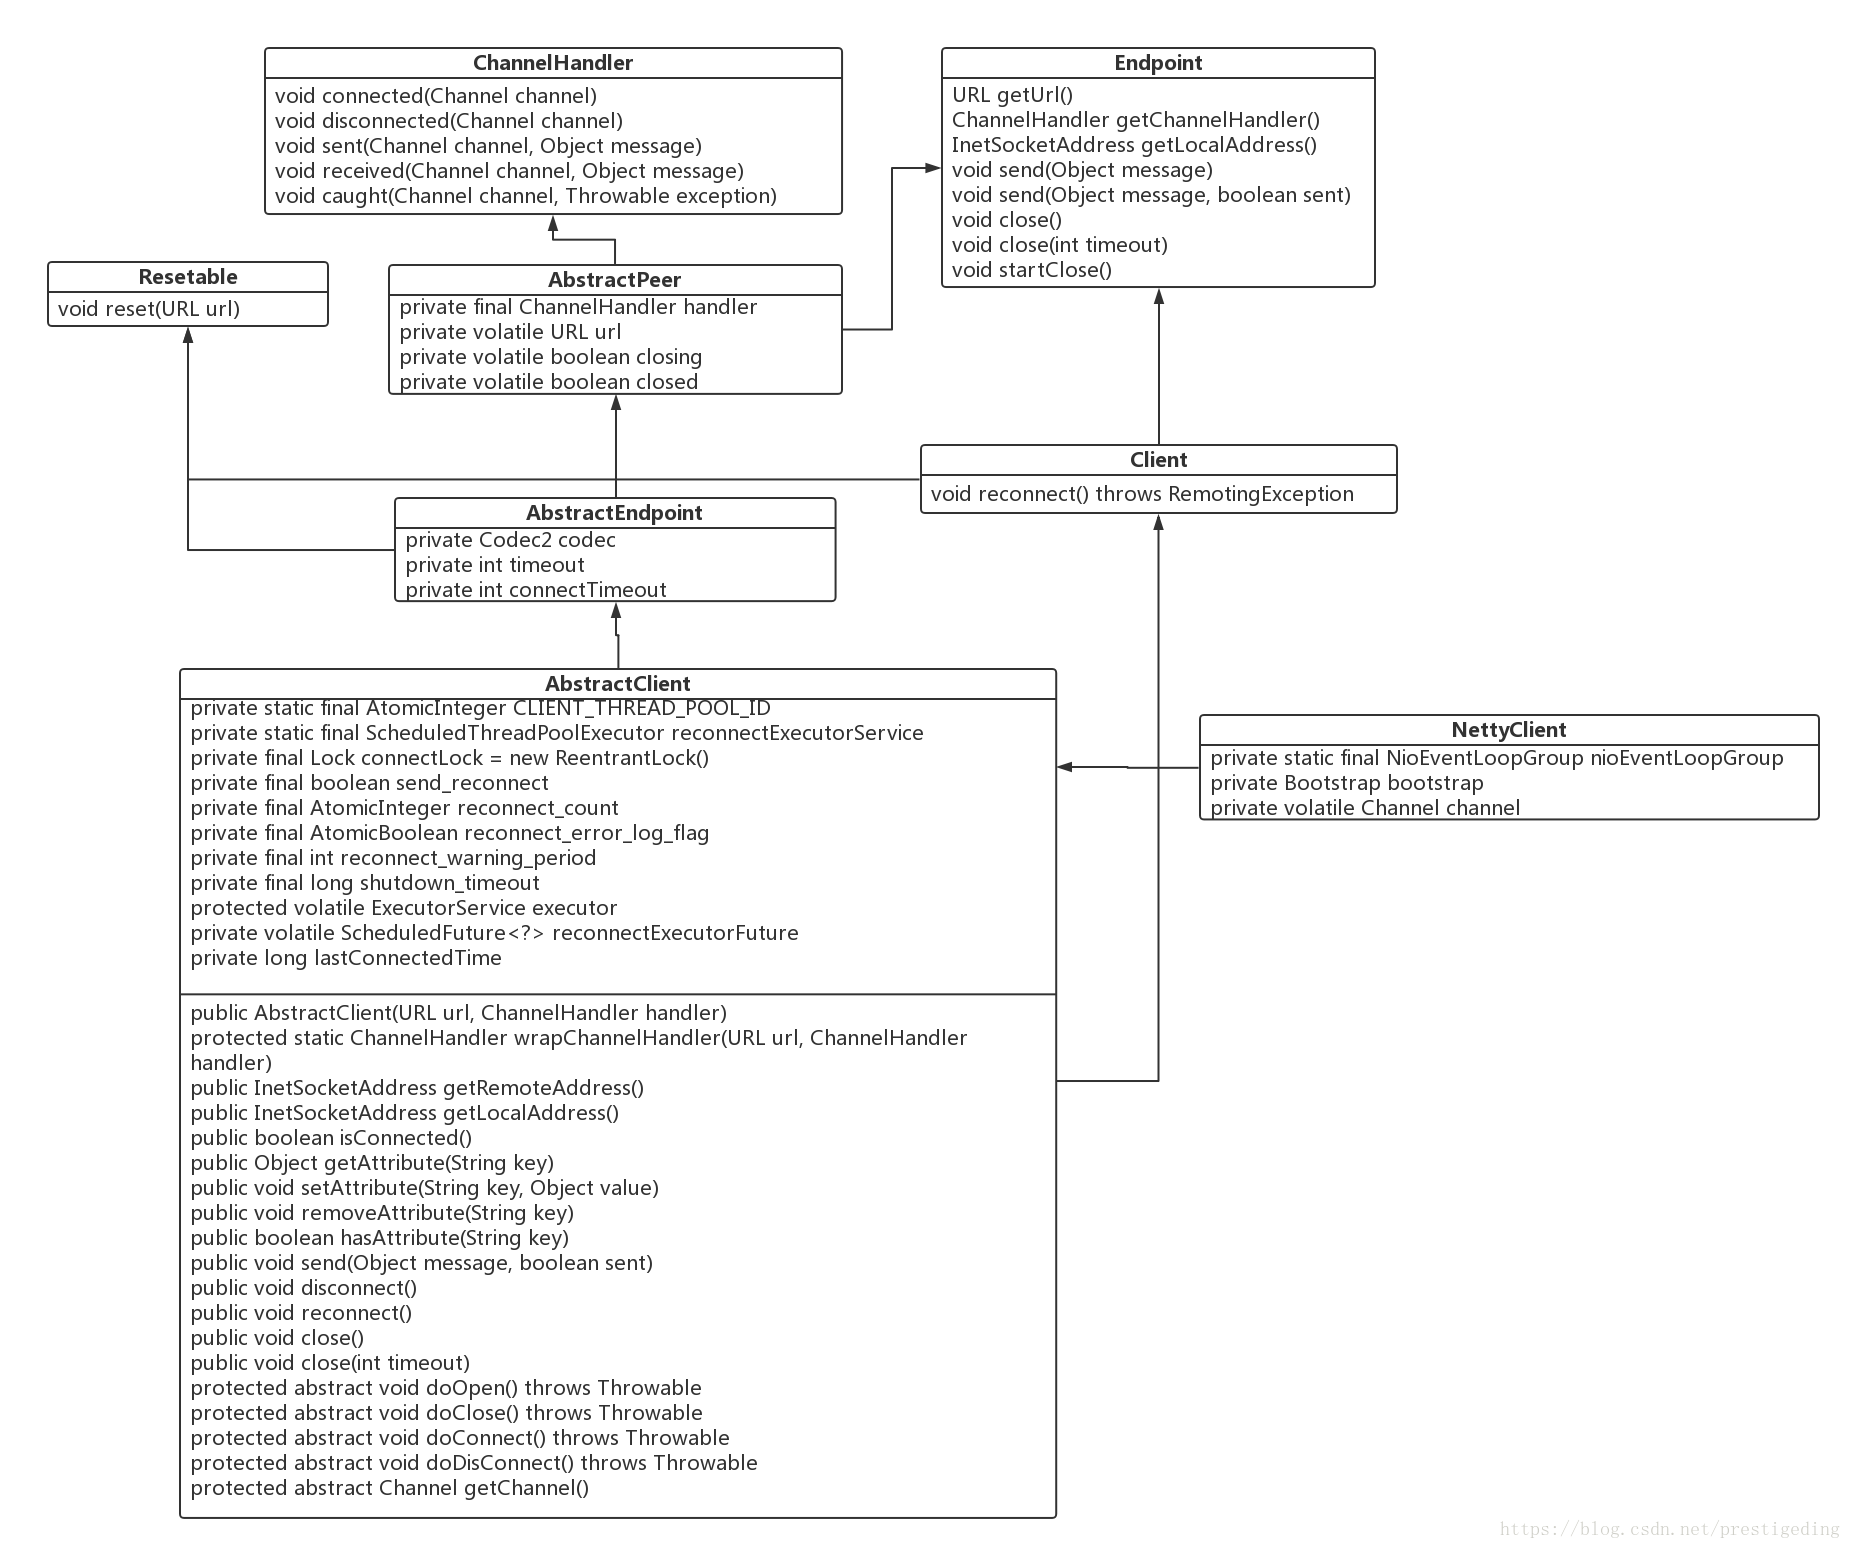 ChannelHandler
void connected(Channel channel)
void disconnected(Channel channel)
void sent(Channel channel, Object message)
void received(Channel channel, Object message)
void caught(Channel channel, Throwable exception)
Endpoint
URL getUrl()
ChannelHandler getChannelHandler()
InetSocketAddress getLocalAddress()
void send(Object message)
void send(Object message, boolean sent)
void close()
void close(int timeout)
void startClose()
Resetable
void reset(URL url)
AbstractPeer
private final ChannelHandler handler
private volatile URL url
private volatile boolean closing
private volatile boolean closed
Client
void reconnect() throws RemotingException
AbstractEndpoint
private Codec2 codec
private int timeout
private int connectTimeout
AbstractClient
private static final AtomicInteger CLIENT_THREAD_POOL_ID
private static final ScheduledThreadPoolExecutor reconnectExecutorService
private final Lock connectLock = new ReentrantLock()
private final boolean send_reconnect
private final AtomicInteger reconnect_count
private final AtomicBoolean reconnect_error_log_flag
private final int reconnect_warning_period
private final long shutdown_timeout
protected volatile ExecutorService executor
private volatile ScheduledFuture<?> reconnectExecutorFuture
private long lastConnectedTime
public AbstractClient(URL url, ChannelHandler handler)
protected static ChannelHandler wrapChannelHandler(URL url, ChannelHandler
handler)
public InetSocketAddress getRemoteAddress()
public InetSocketAddress getLocalAddress()
public boolean isConnected()
public Object getAttribute(String key)
public void setAttribute(String key, Object value)
public void removeAttribute(String key)
public boolean hasAttribute(String key)
public void send(Object message, boolean sent)
public void disconnect()
public void reconnect()
public void close()
public void close(int timeout)
protected abstract void doOpen() throws Throwable
protected abstract void doClose() throws Throwable
protected abstract void doConnect() throws Throwable
protected abstract void doDisConnect() throws Throwable
protected abstract Channel getChannel()
NettyClient
private static final NioEventLoopGroup nioEventLoopGroup
private Bootstrap bootstrap
private volatile Channel channel
https://blog.csdn.net/prestigeding